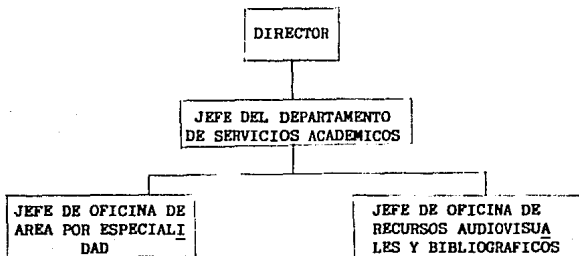 DIRECTOR
JEFE DEL DEPARTAMENTO
DE SERVICIOS ACADEMICOS
JEFE DE OFICINA DE
AREA POR ESPECIALI
DAD
JEFE DE OFICINA DE
RECURSOS AUDIOVISUA
LES Y BIBLIOGRAFICOS